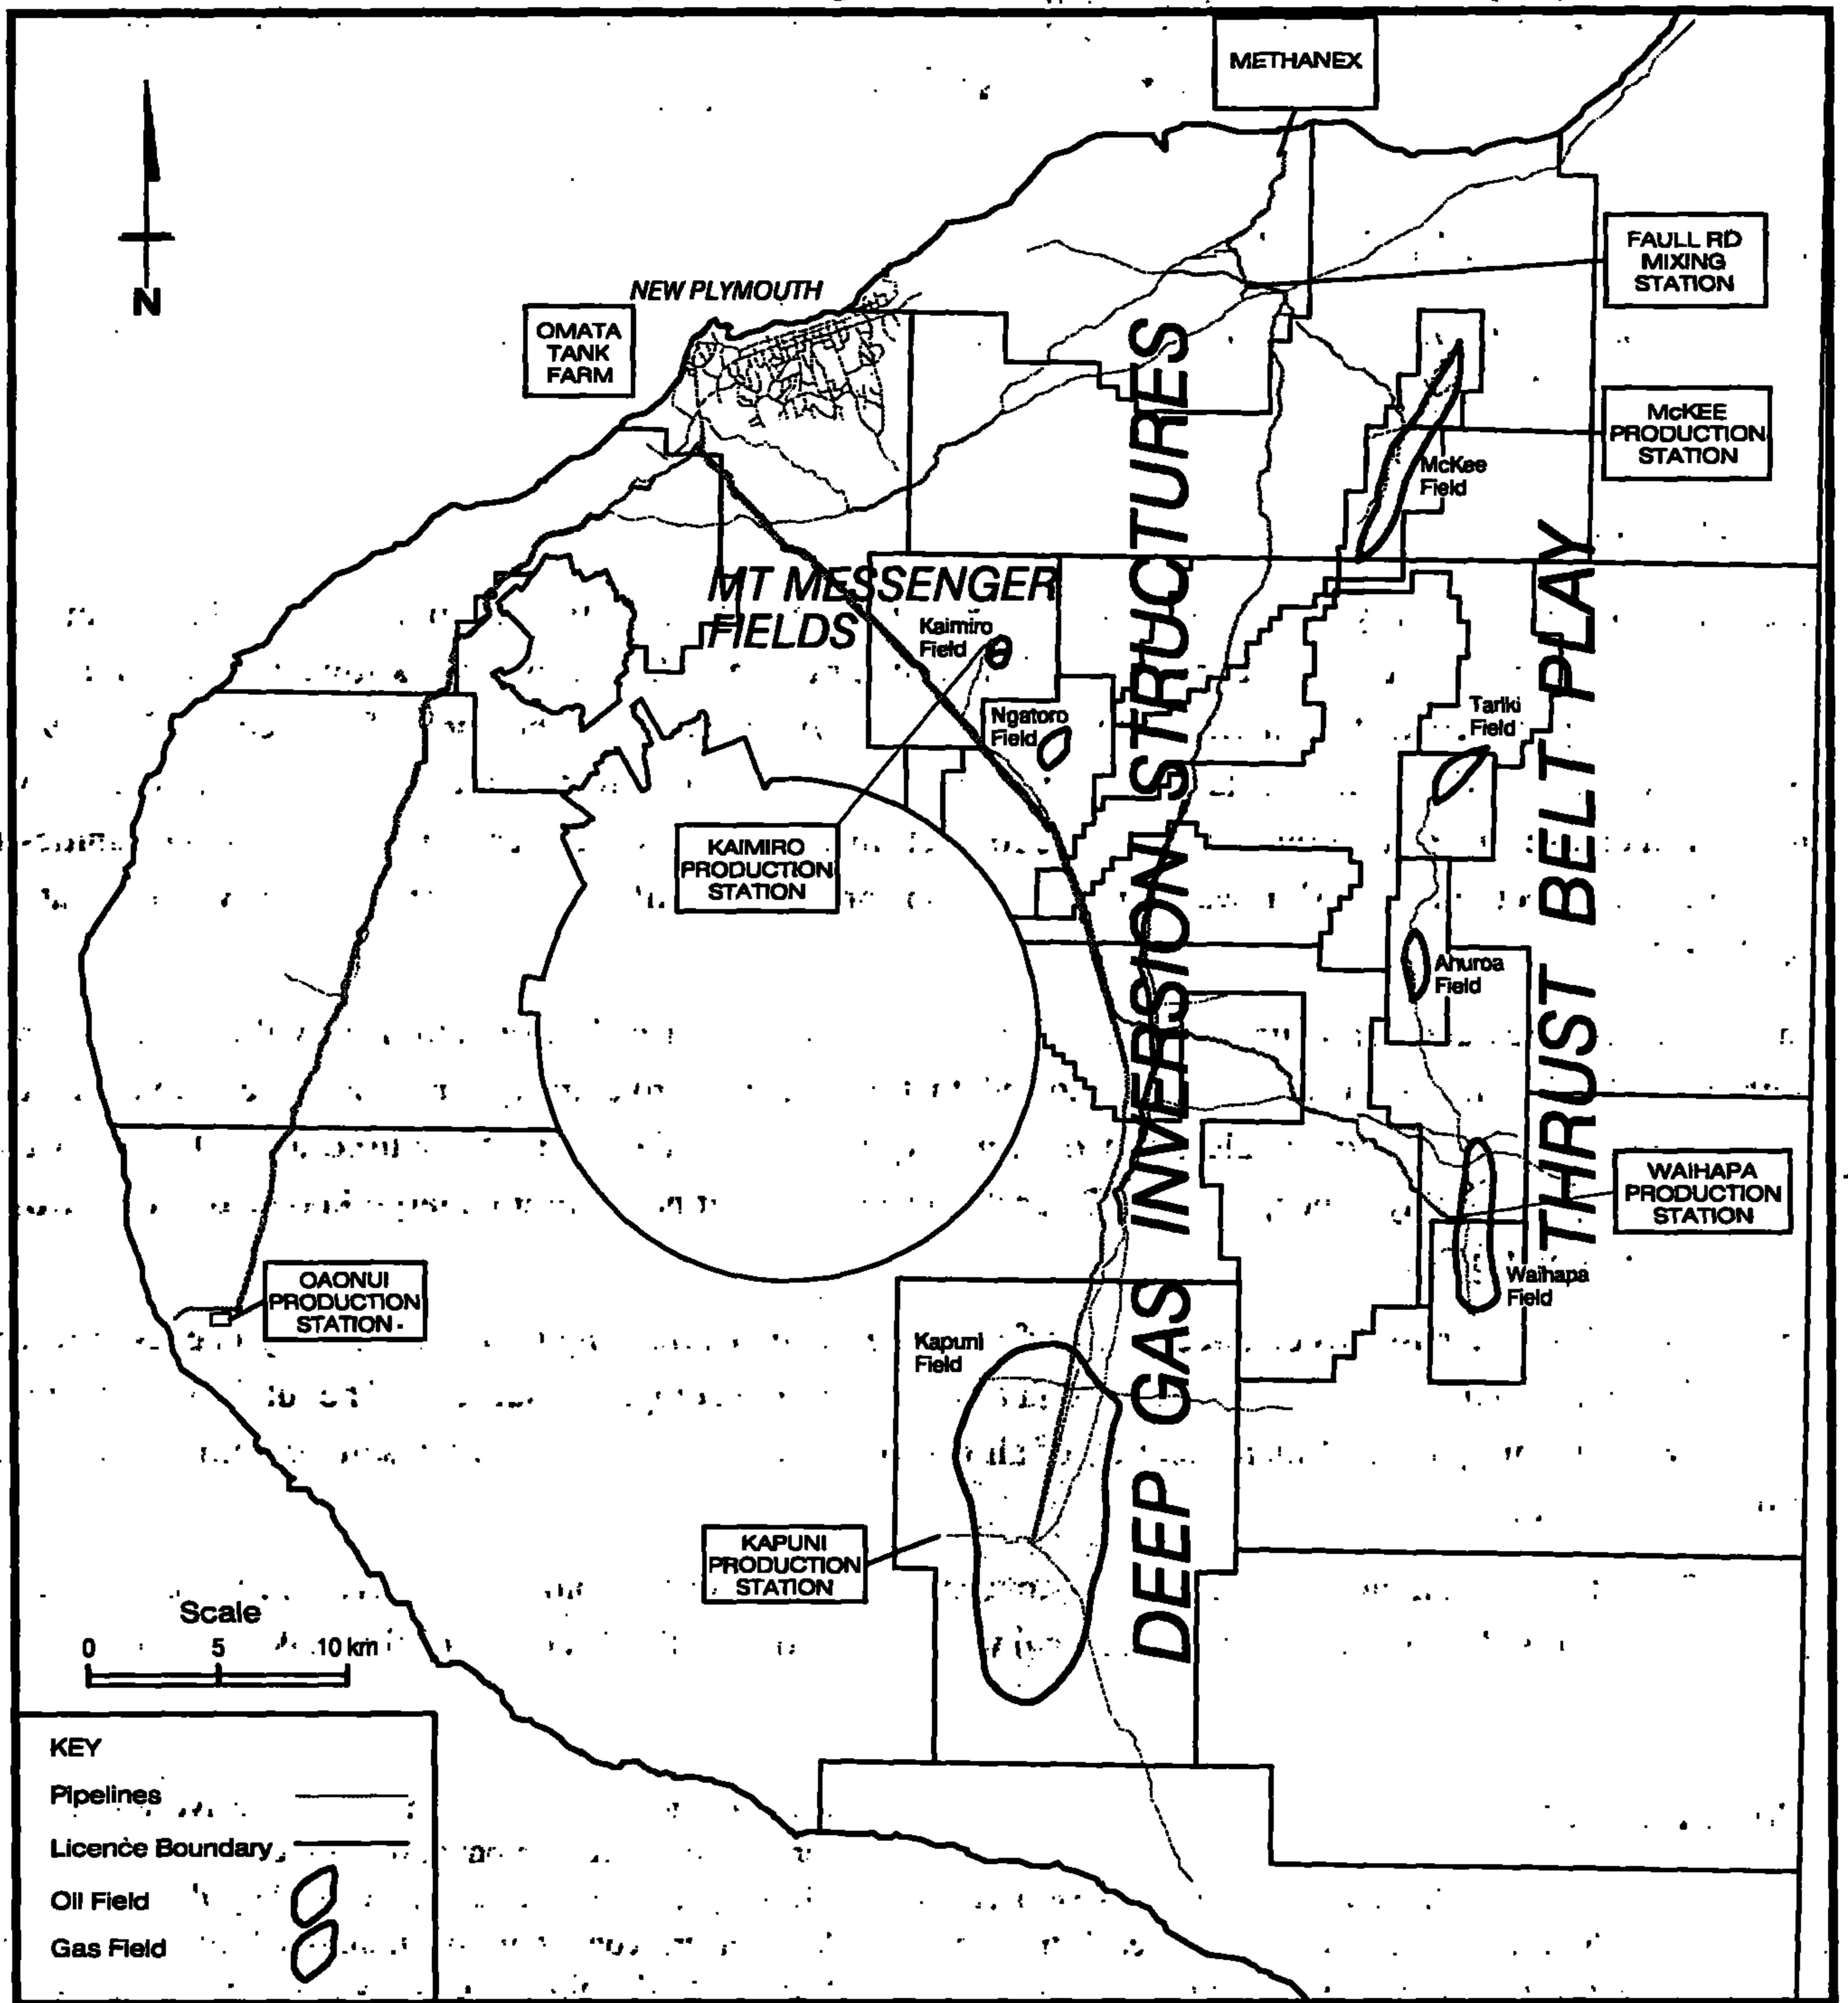 METHANEX
N
FAULL RD
MIXING
STATION
NEW PLYMOUTH
OMATA
TANK
FARM
McKEE
PRODUCTION
STATION
McKee
Field
MT MESSENGER
FIELDS
Kaimiro
Field
Ngatoro
Field
Tariki
Field
KAIMIRO
PRODUCTION
STATION
DEEP GAS INVERSION STRUCTURES
THRUST BELT PLAY
Ahuroa
Field
WAIHAPA
PRODUCTION
STATION
Waihapa
Field
OAONUI
PRODUCTION
STATION
Kapuni
Field
KAPUNI
PRODUCTION
STATION
Scale
0 5 10 km
KEY
Pipelines
Licence Boundary
Oil Field
Gas Field